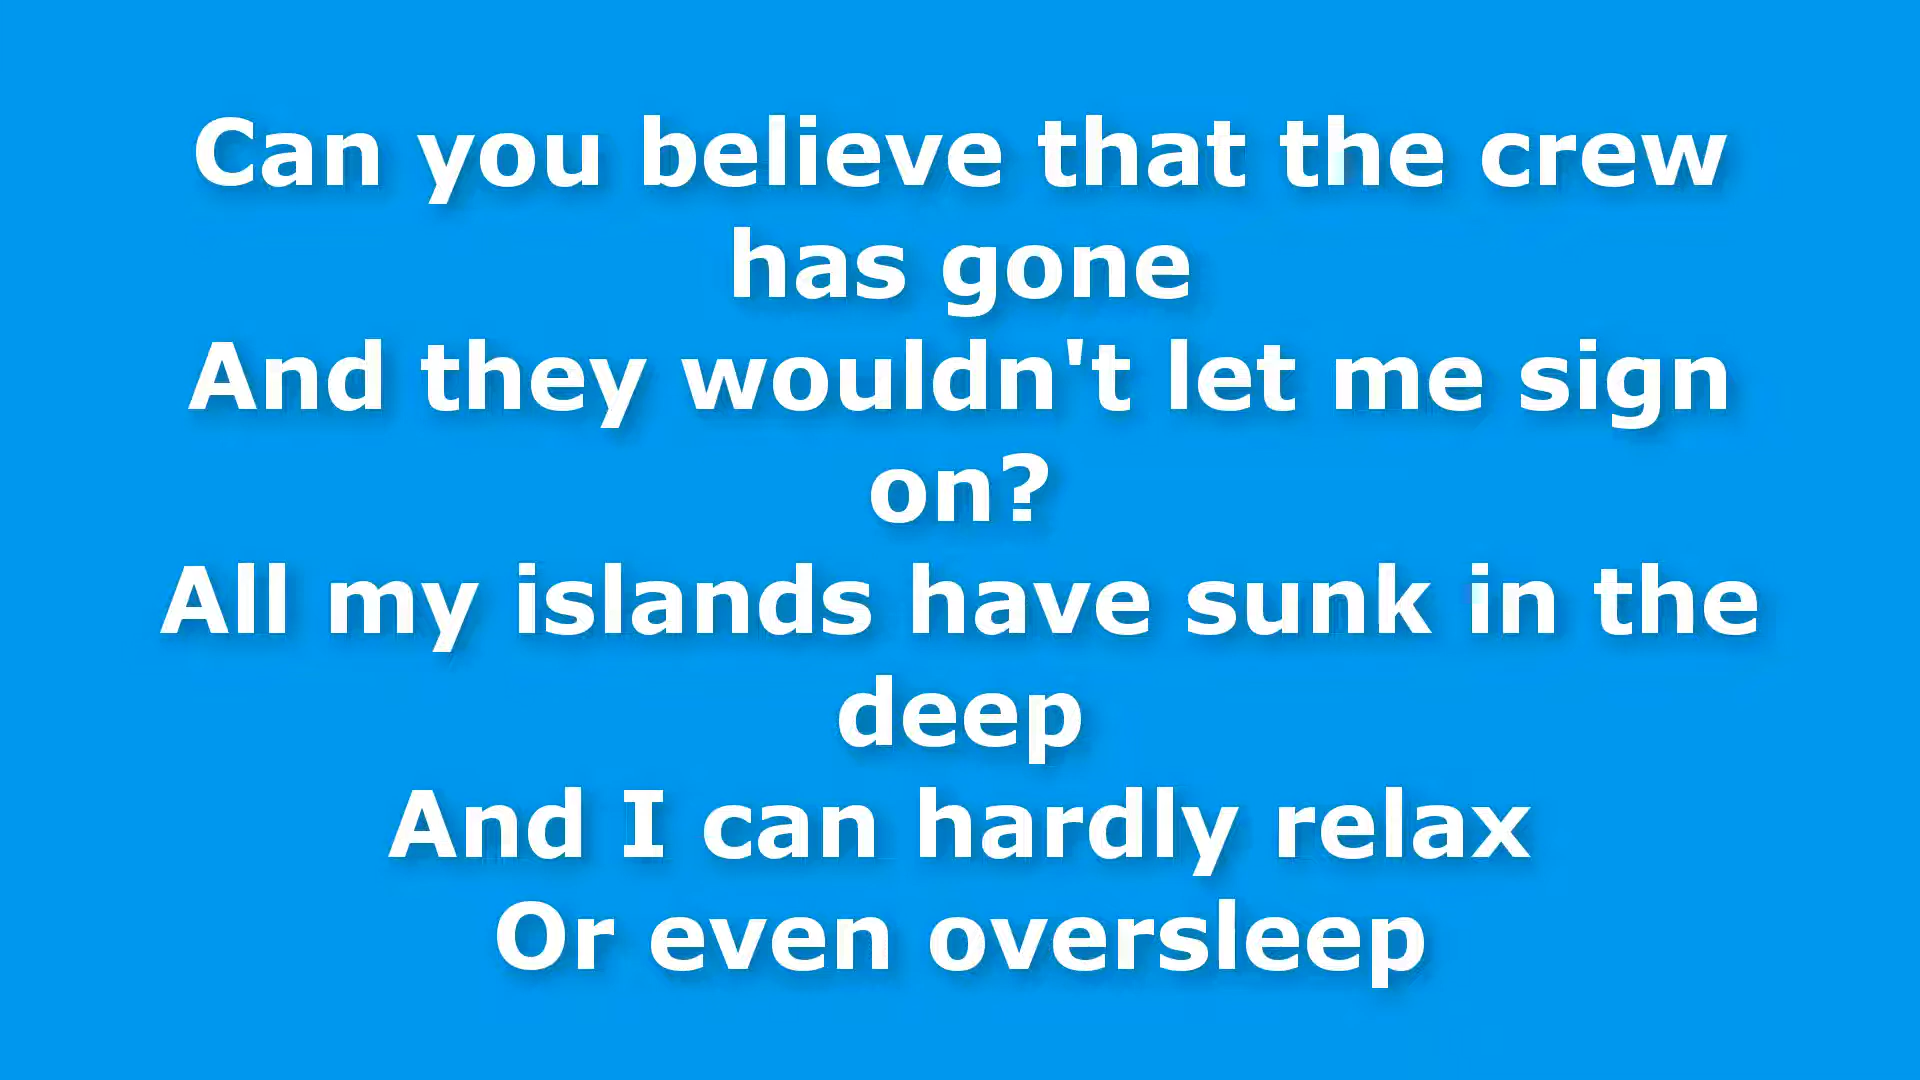 Can you believe that the crew
has gone
And they wouldn't let me sign
on?
All my islands have sunk in the
deep
And I can hardly relax
Or even oversleep